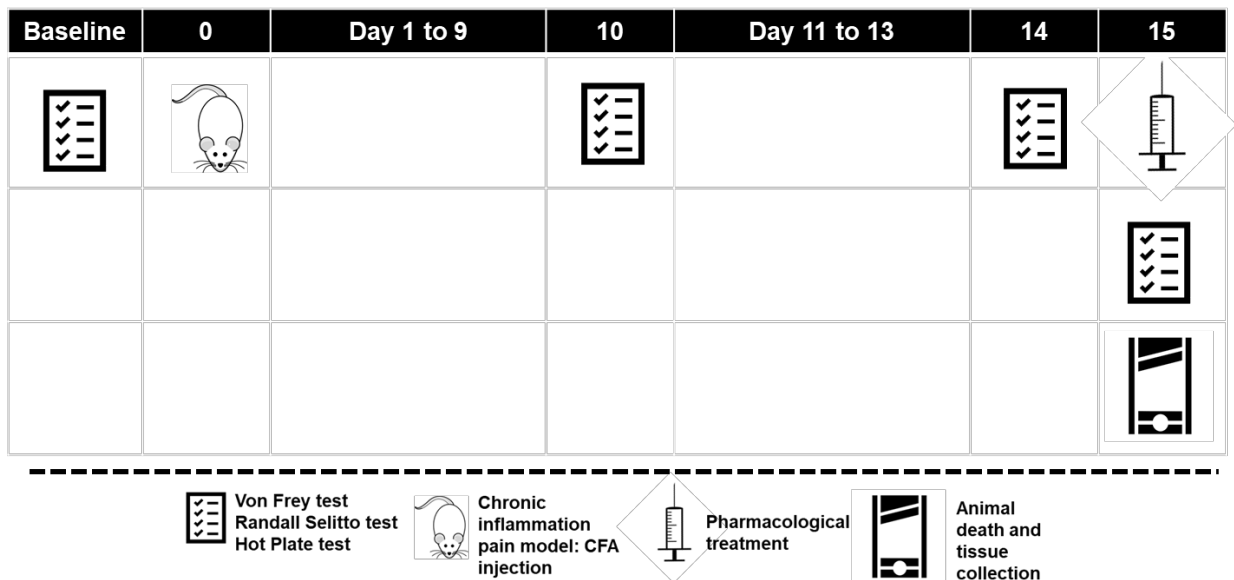 Baseline 0 Day 1 to 9 10 Day 11 to 13 14 15
Von Frey test
Randall Selitto test
Hot Plate test
Chronic
inflammation
pain model: CFA
injection
Pharmacological
treatment
Animal
death and
tissue
collection